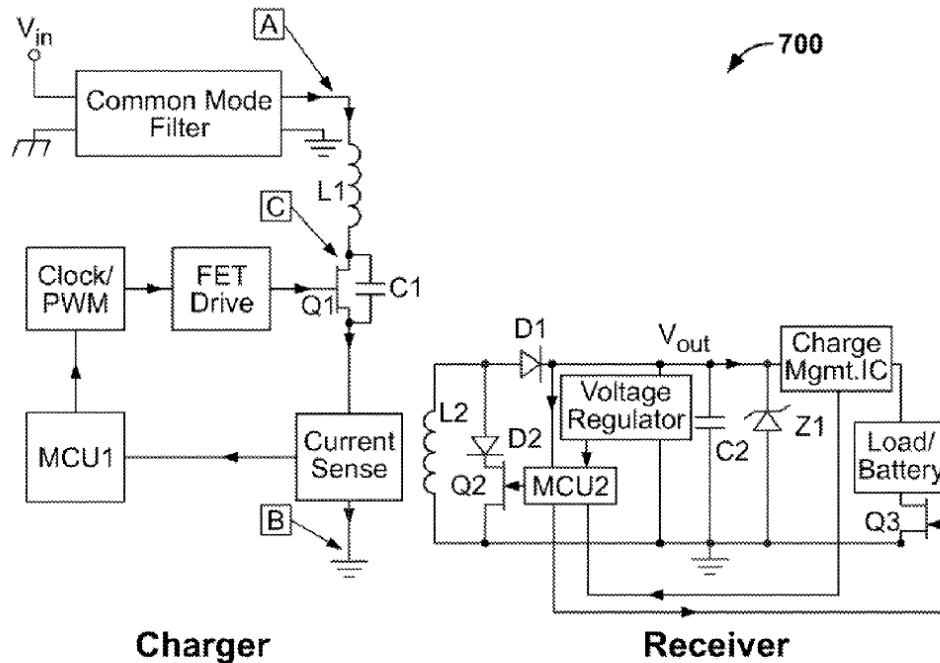 A
V_in
700
Common Mode
Filter
L1
C
Clock/
PWM
FET
Drive
Q1
C1
D1
V_out
Charge
Mgmt.IC
Voltage
Regulator
L2
D2
C2
Z1
Load/
Battery
MCU1
Current
Sense
Q2
MCU2
Q3
B
Charger
Receiver